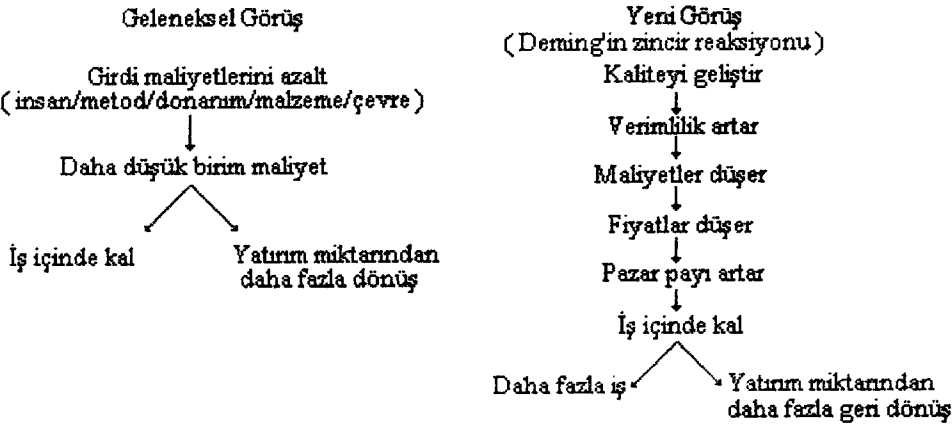 Geleneksel Görüş
Girdi maliyetlerini azalt
( insan/metod/donanım/malzeme/çevre )
Daha düşük birim maliyet
İş içinde kal
Yatırım miktarından
daha fazla dönüş
Yeni Görüş
( Deming'in zincir reaksiyonu )
Kaliteyi geliştir
Verimlilik artar
Maliyetler düşer
Fiyatlar düşer
Pazar payı artar
İş içinde kal
Daha fazla iş
Yatırım miktarından
daha fazla geri dönüş